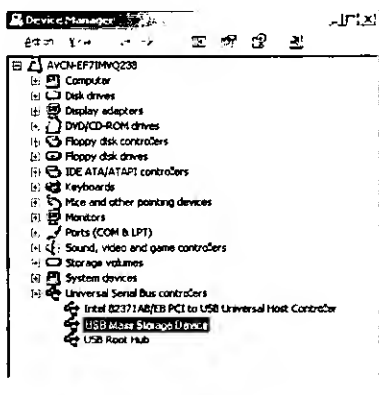 Device Manager
Action View
AVCN-EF7IMVQ238
Computer
Disk drives
Display adapters
DVD/CD-ROM drives
Floppy disk controllers
Floppy disk drives
IDE ATA/ATAPI controllers
Keyboards
Mice and other pointing devices
Monitors
Ports (COM & LPT)
Sound, video and game controllers
Storage volumes
System devices
Universal Serial Bus controllers
Intel 82371AB/EB PCI to USB Universal Host Controller
USB Mass Storage Device
USB Root Hub